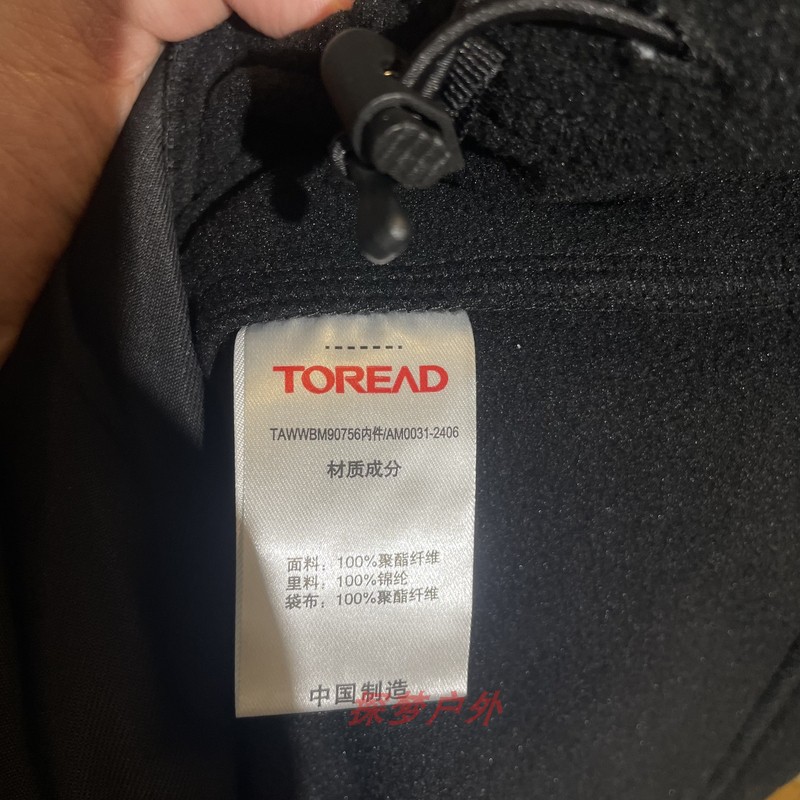 TOREAD
TAWWBM90756内件/AM0031-2406
材质成分
面料：100%聚酯纤维
里料：100%锦纶
袋布：100%聚酯纤维
中国制造
探梦户外